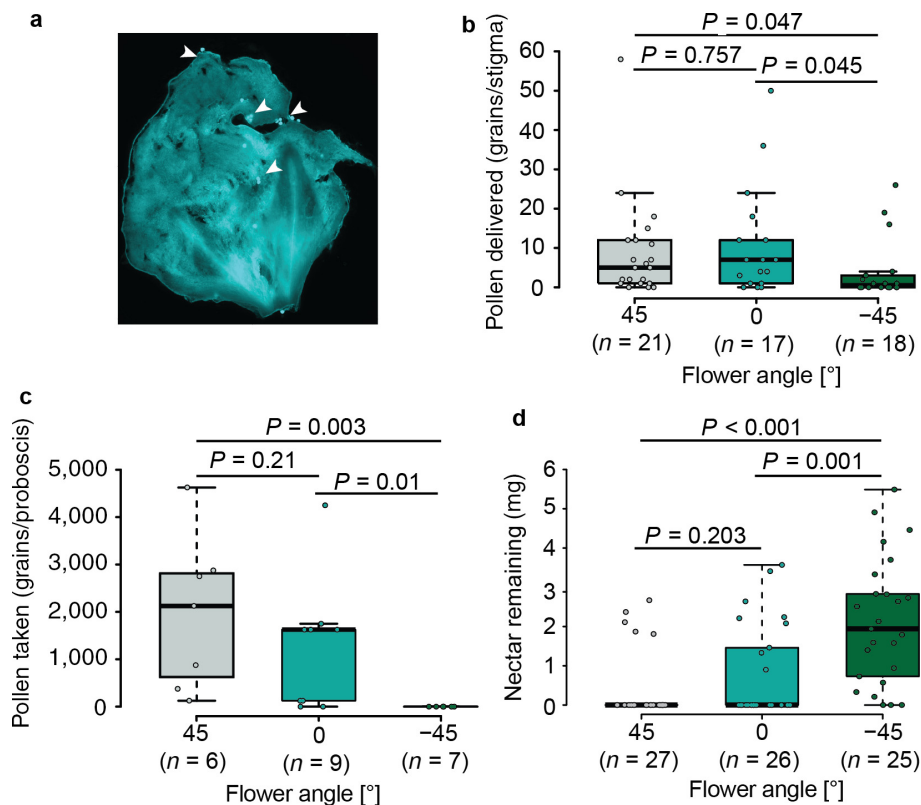 a
b
P = 0.047
P = 0.757
P = 0.045
Pollen delivered (grains/stigma)
60
50
40
30
20
10
0
45
0
−45
(n = 21)
(n = 17)
(n = 18)
Flower angle [°]
c
P = 0.003
P = 0.21
P = 0.01
Pollen taken (grains/proboscis)
5,000
4,000
3,000
2,000
1,000
0
45
0
−45
(n = 6)
(n = 9)
(n = 7)
Flower angle [°]
d
P < 0.001
P = 0.001
P = 0.203
Nectar remaining (mg)
6
5
4
3
2
1
0
45
0
−45
(n = 27)
(n = 26)
(n = 25)
Flower angle [°]